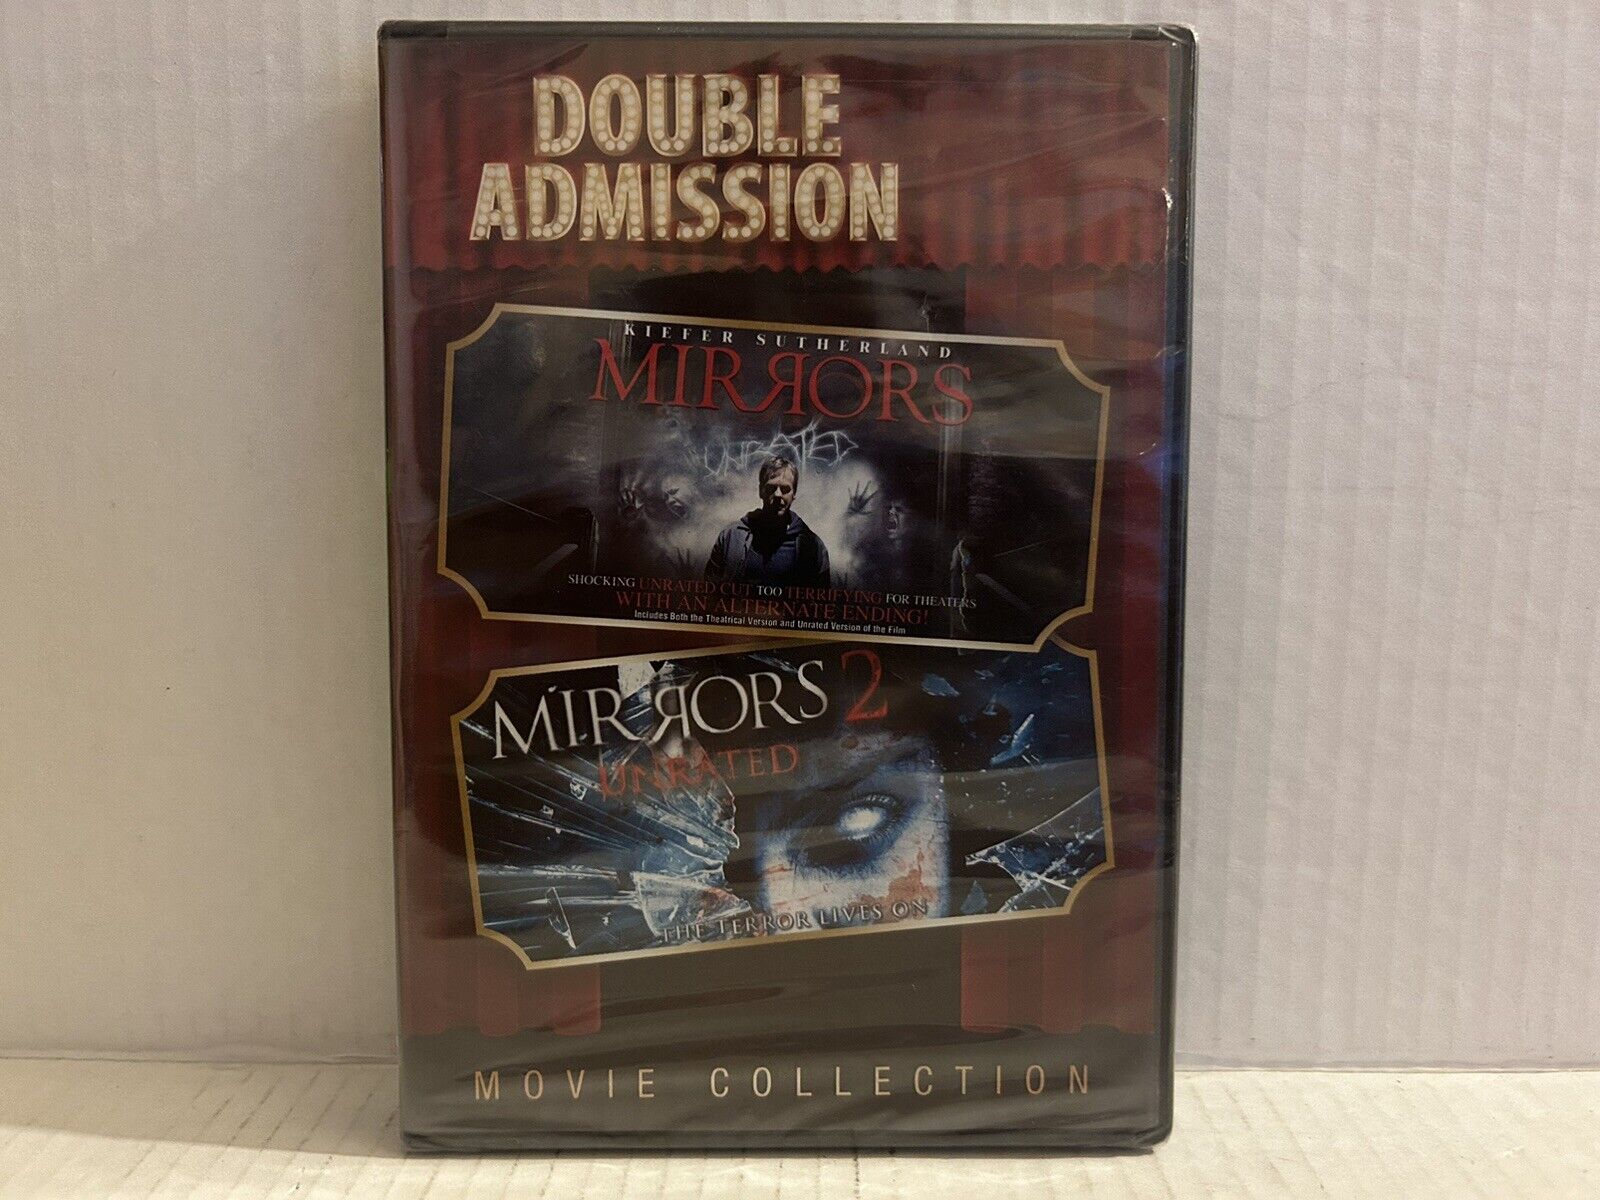 DOUBLE
ADMISSION
KIEFER SUTHERLAND
MIRRORS
UNRATED
SHOCKING UNRATED CUT TOO TERRIFYING FOR THEATERS
WITH AN ALTERNATE ENDING!
Includes Both the Theatrical Version and Unrated Version of the Film
MIRRORS 2
UNRATED
THE TERROR LIVES ON
MOVIE COLLECTION